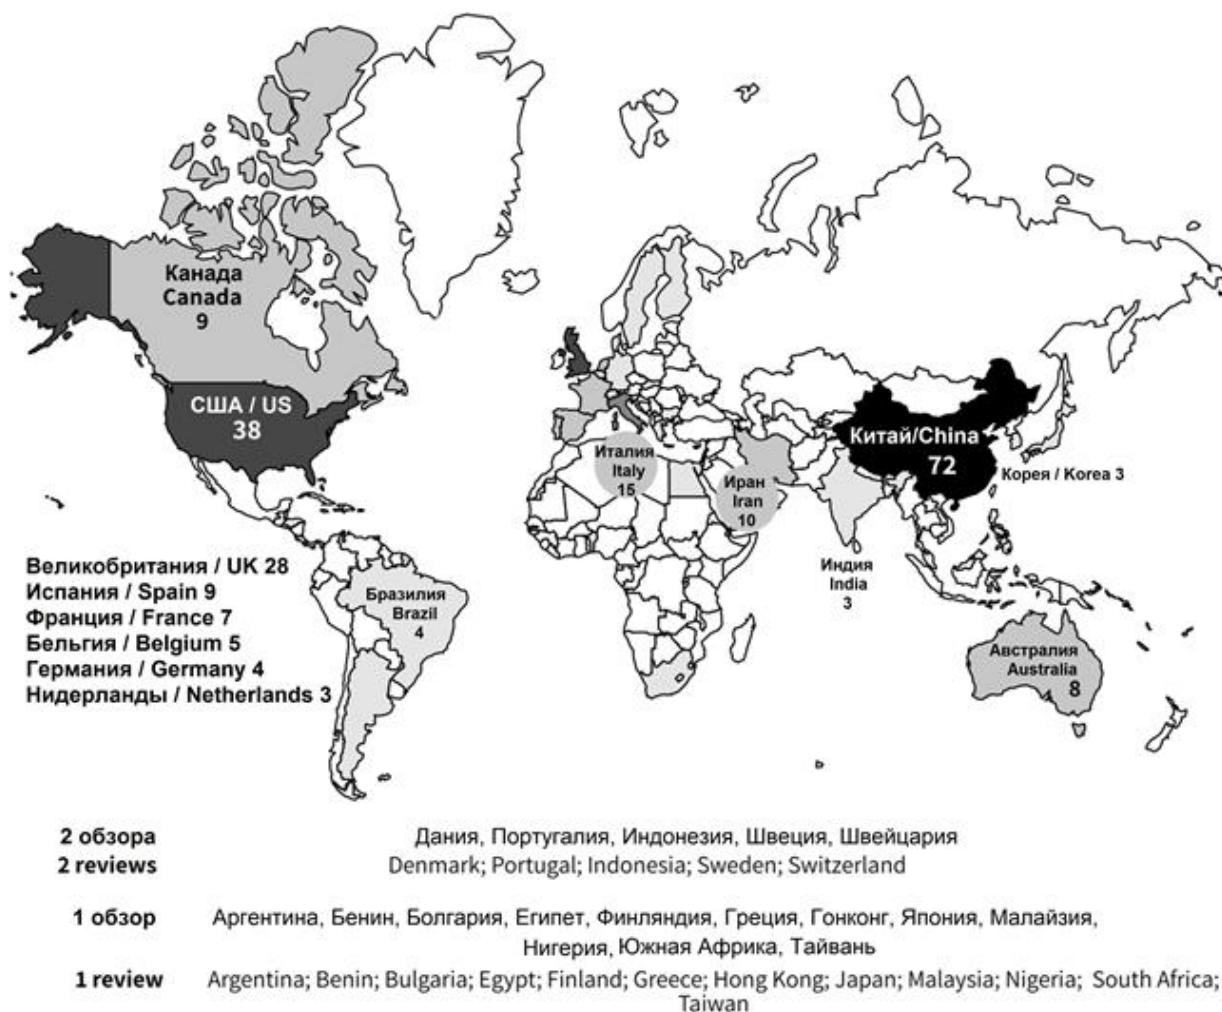 Канада
Canada
9
США / US
38
Китай/China
72
Корея / Korea 3
Италия
Italy
15
Иран
Iran
10
Индия
India
3
Великобритания / UK 28
Испания / Spain 9
Франция / France 7
Бельгия / Belgium 5
Германия / Germany 4
Нидерланды / Netherlands 3
Бразилия
Brazil
4
Австралия
Australia
8
2 обзора Дания, Португалия, Индонезия, Швеция, Швейцария
2 reviews Denmark; Portugal; Indonesia; Sweden; Switzerland
1 обзор Аргентина, Бенин, Болгария, Египет, Финляндия, Греция, Гонконг, Япония, Малайзия,
Нигерия, Южная Африка, Тайвань
1 review Argentina; Benin; Bulgaria; Egypt; Finland; Greece; Hong Kong; Japan; Malaysia; Nigeria; South Africa;
Taiwan